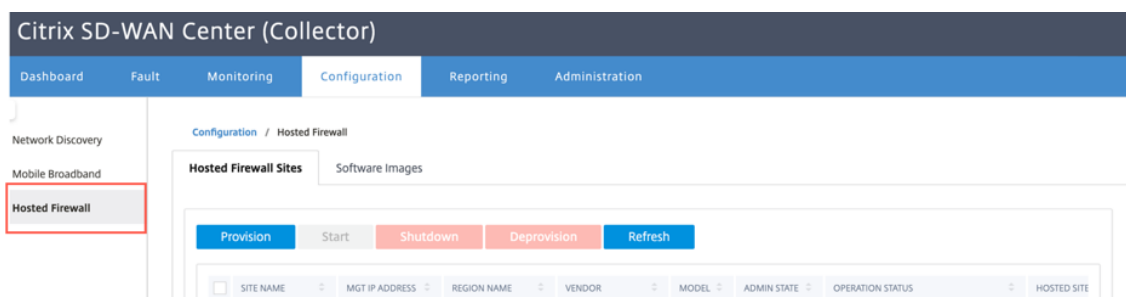 Citrix SD-WAN Center (Collector)
Dashboard Fault Monitoring Configuration Reporting Administration
Network Discovery
Mobile Broadband
Hosted Firewall
Configuration / Hosted Firewall
Hosted Firewall Sites Software Images
Provision Start Shutdown Deprovision Refresh
SITE NAME MGT IP ADDRESS REGION NAME VENDOR MODEL ADMIN STATE OPERATION STATUS HOSTED SITE